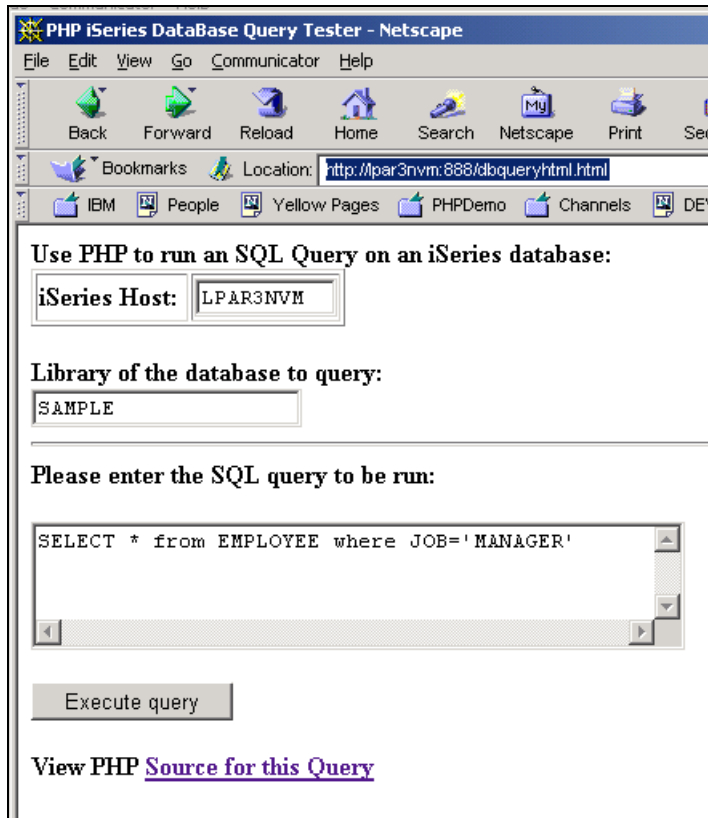 PHP iSeries DataBase Query Tester - Netscape
File Edit View Go Communicator Help
Back Forward Reload Home Search Netscape Print
My
Bookmarks Location: http://lpar3nvm:888/dbqueryhtml.html
IBM People Yellow Pages PHPDemo Channels
Use PHP to run an SQL Query on an iSeries database:
iSeries Host: LPAR3NVM
Library of the database to query:
SAMPLE
Please enter the SQL query to be run:
SELECT * from EMPLOYEE where JOB='MANAGER'
Execute query
View PHP Source for this Query